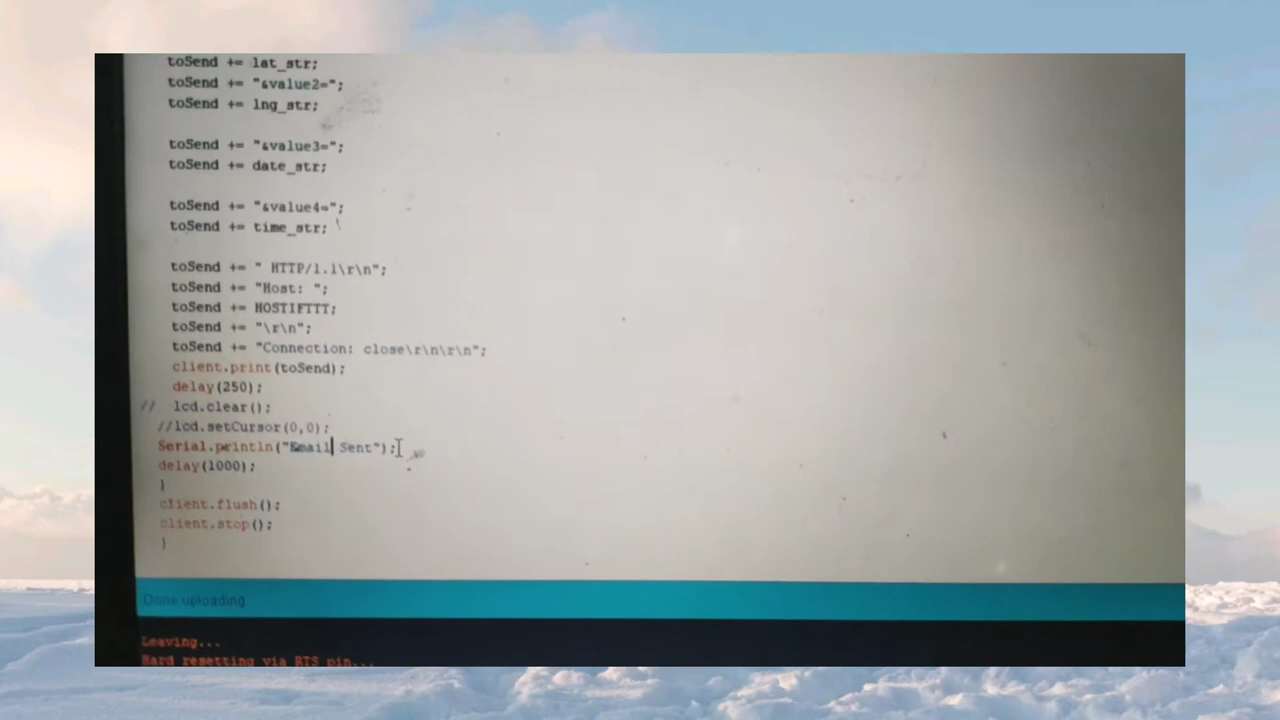 toSend += lat_str;
toSend += "&value2=";
toSend += lng_str;
toSend += "&value3=";
toSend += date_str;
toSend += "&value4=";
toSend += time_str;
toSend += " HTTP/1.1\r\n";
toSend += "Host: ";
toSend += HOSTIFTTT;
toSend += "\r\n";
toSend += "Connection: close\r\n\r\n";
client.print(toSend);
delay(250);
// lcd.clear();
//lcd.setCursor(0,0);
Serial.println("Email Sent");
delay(1000);
}
client.flush();
client.stop();
}
Done uploading
Leaving...
Hard resetting via RTS pin...